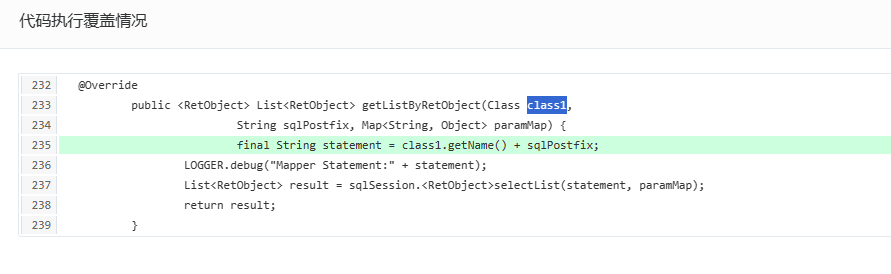 代码执行覆盖情况
232 @Override
233 public <RetObject> List<RetObject> getListByRetObject(Class class1,
234 String sqlPostfix, Map<String, Object> paramMap) {
235 final String statement = class1.getName() + sqlPostfix;
236 LOGGER.debug("Mapper Statement:" + statement);
237 List<RetObject> result = sqlSession.<RetObject>selectList(statement, paramMap);
238 return result;
239 }